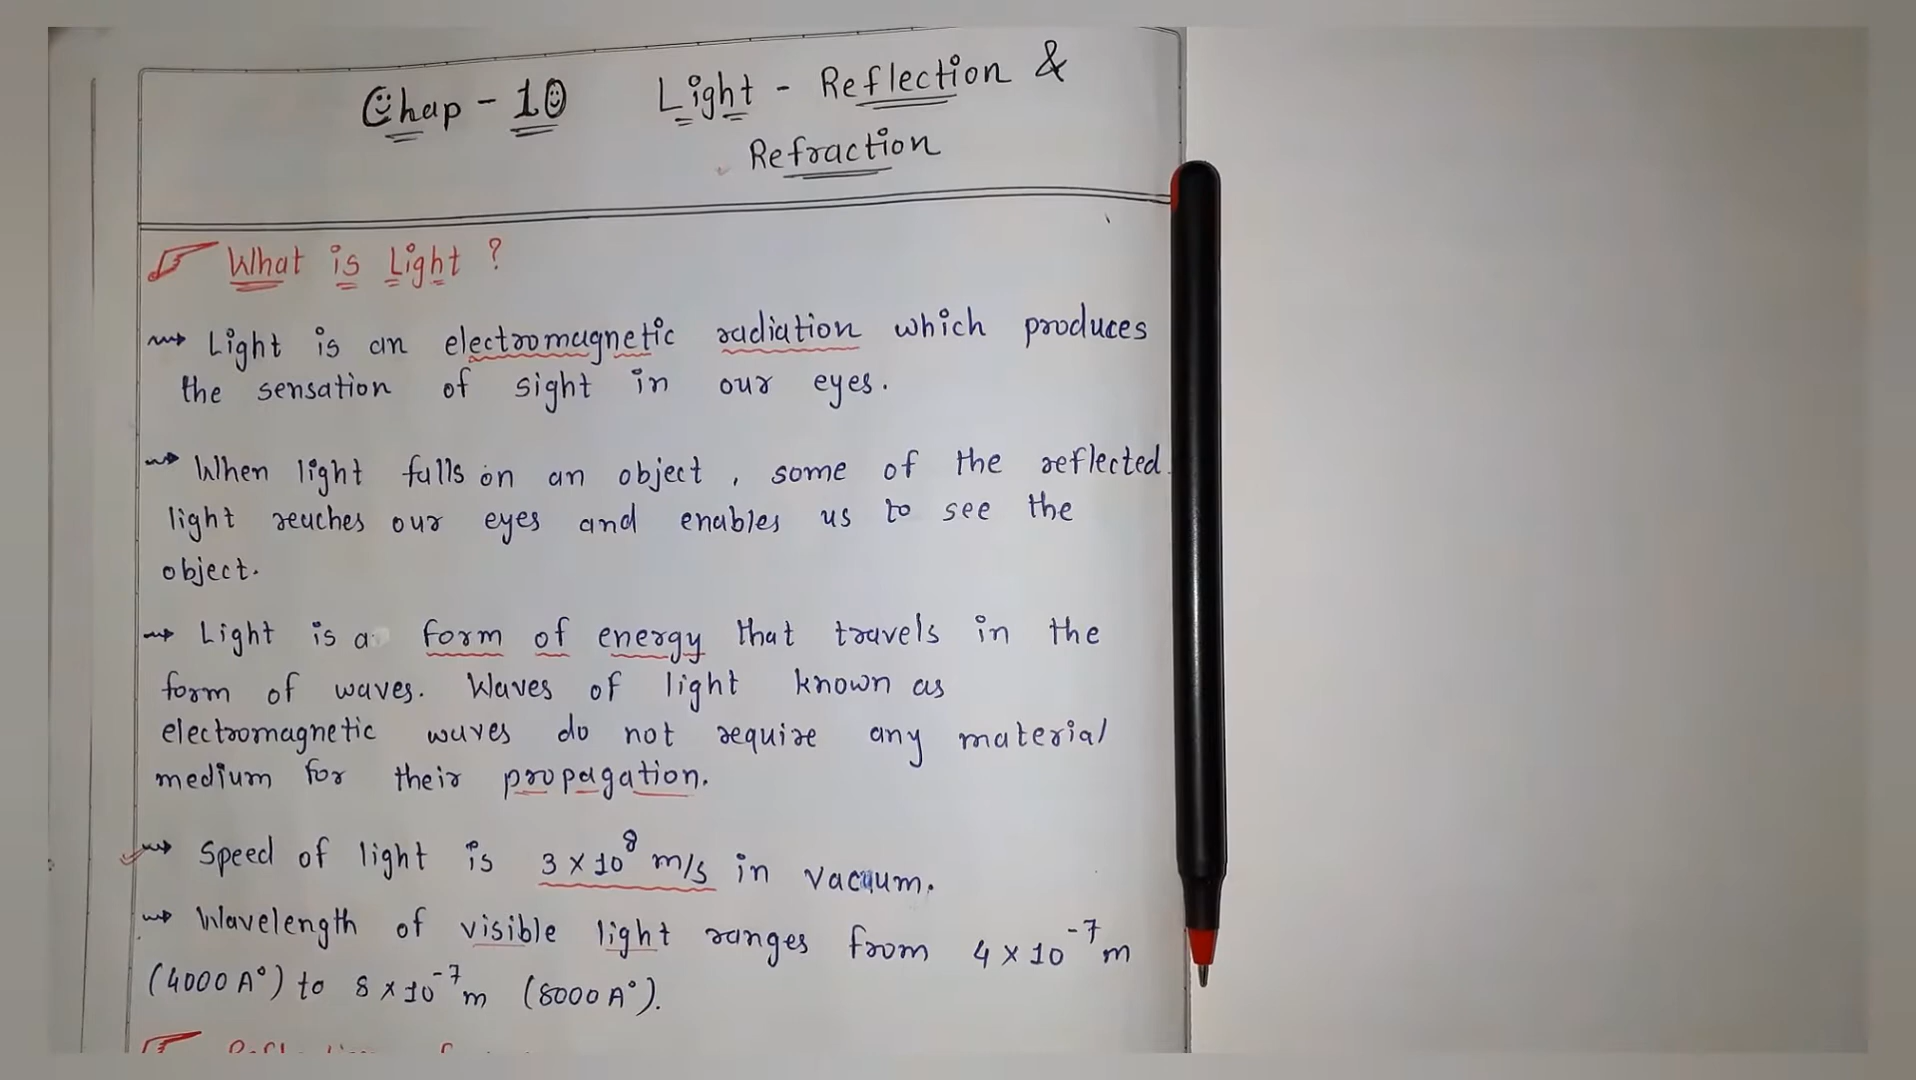 Chap - 10 Light - Reflection &
Refraction
What is Light ?
Light is an electromagnetic radiation which produces
the sensation of sight in our eyes.
When light falls on an object , some of the reflected
light reaches our eyes and enables us to see the
object.
Light is a form of energy that travels in the
form of waves. Waves of light known as
electromagnetic waves do not require any material
medium for their propagation.
Speed of light is 3 × 10⁸ m/s in vacuum.
Wavelength of visible light ranges from 4 × 10⁻⁷ m
(4000 A°) to 8 × 10⁻⁷ m (8000 A°).